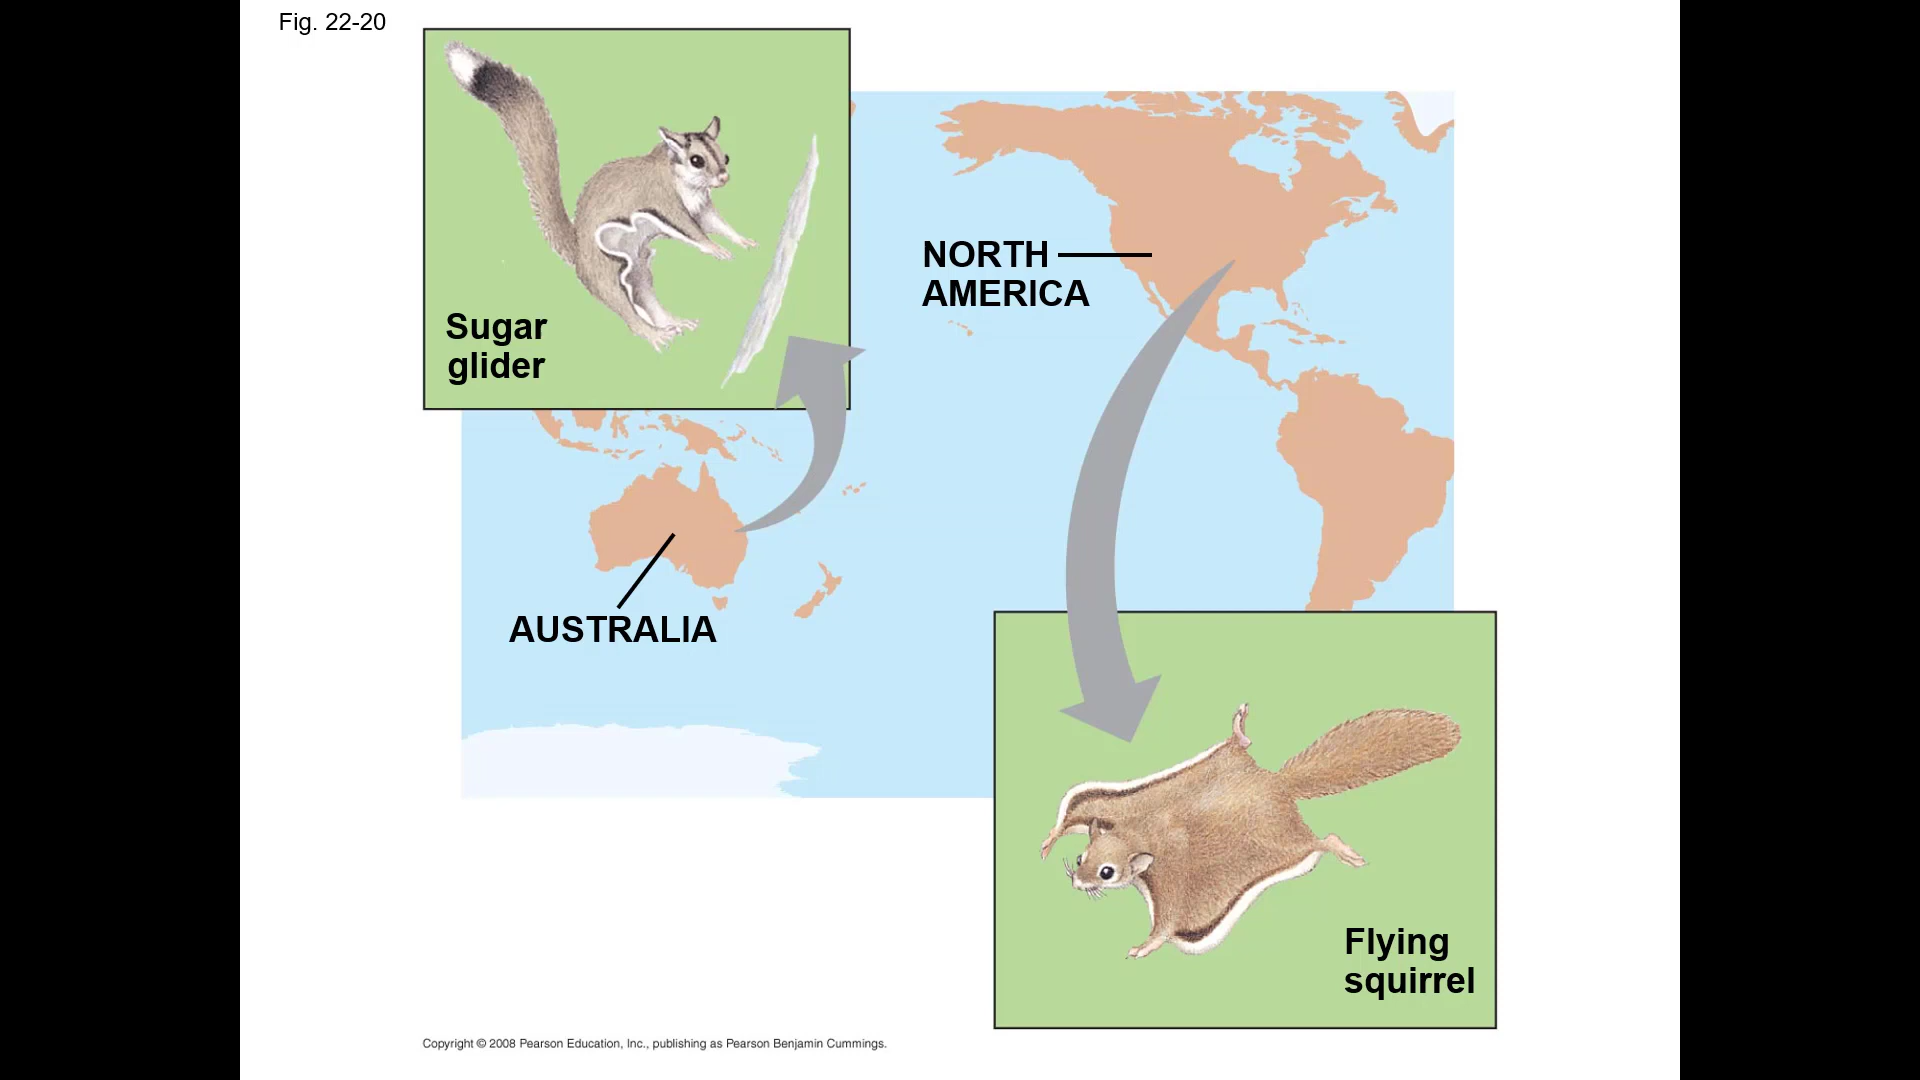 Fig. 22-20
Sugar
glider
NORTH
AMERICA
AUSTRALIA
Flying
squirrel
Copyright © 2008 Pearson Education, Inc., publishing as Pearson Benjamin Cummings.